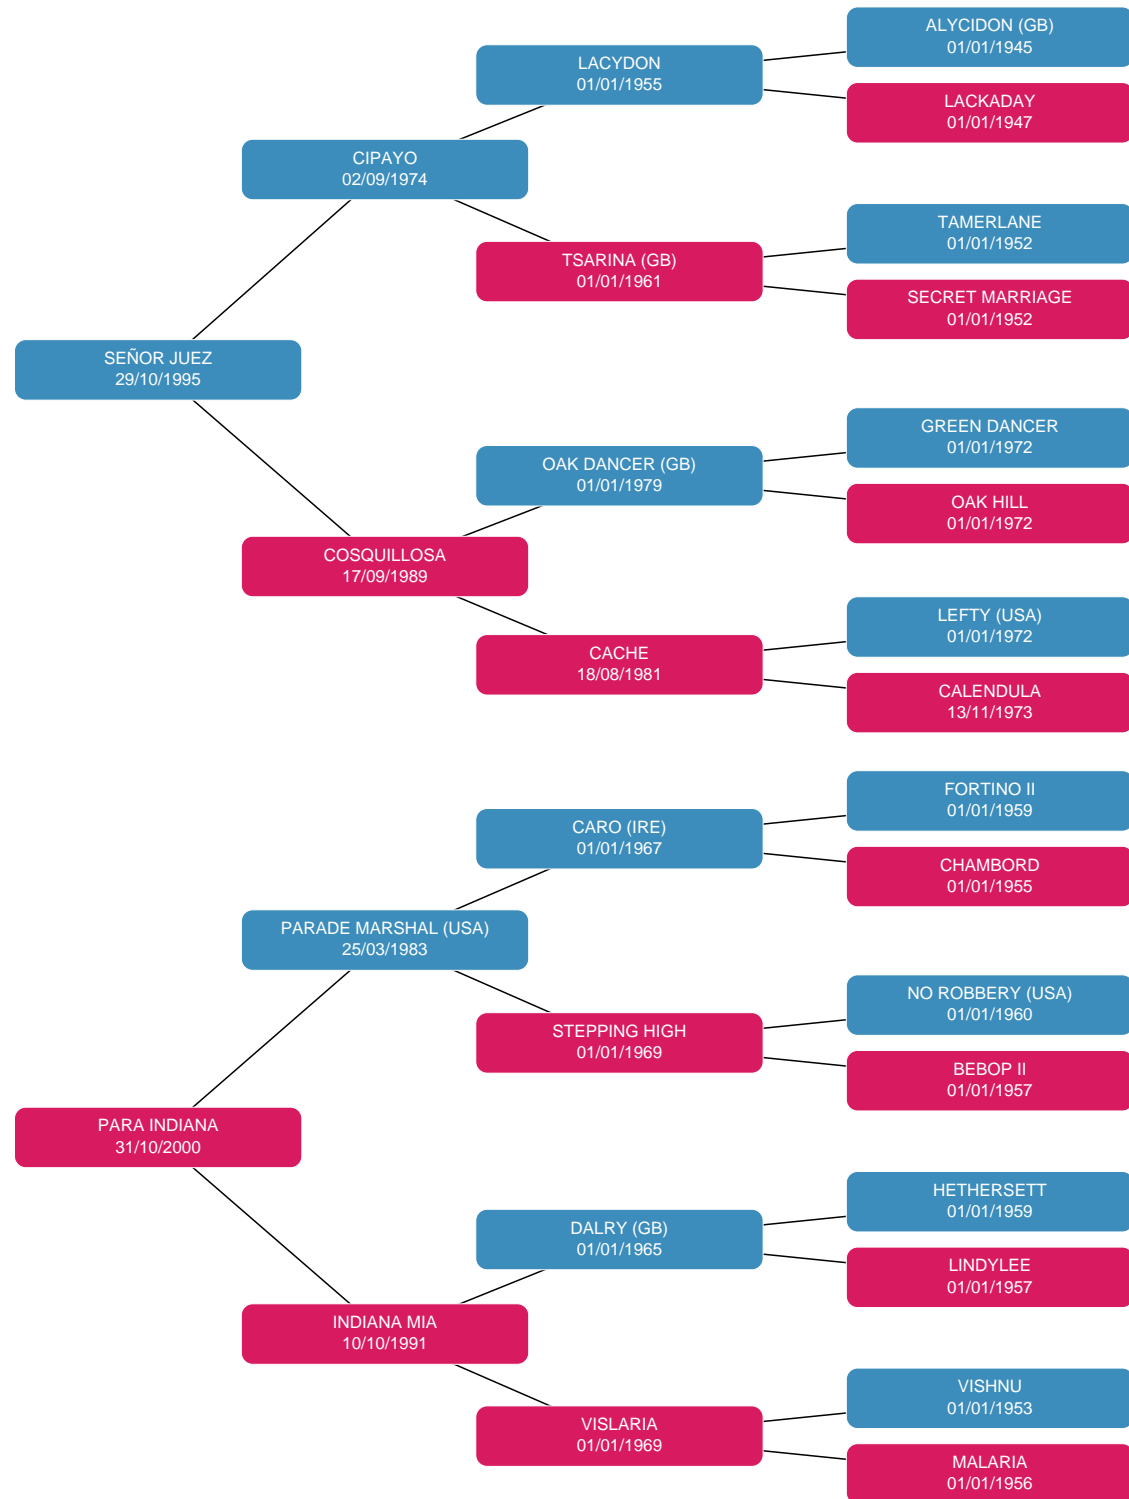 ALYCIDON (GB)
01/01/1945
LACYDON
01/01/1955
LACKADAY
01/01/1947
CIPAYO
02/09/1974
TAMERLANE
01/01/1952
TSARINA (GB)
01/01/1961
SECRET MARRIAGE
01/01/1952
SEÑOR JUEZ
29/10/1995
GREEN DANCER
01/01/1972
OAK DANCER (GB)
01/01/1979
OAK HILL
01/01/1972
COSQUILLOSA
17/09/1989
LEFTY (USA)
01/01/1972
CACHE
18/08/1981
CALENDULA
13/11/1973
FORTINO II
01/01/1959
CARO (IRE)
01/01/1967
CHAMBORD
01/01/1955
PARADE MARSHAL (USA)
25/03/1983
NO ROBBERY (USA)
01/01/1960
STEPPING HIGH
01/01/1969
BEBOP II
01/01/1957
PARA INDIANA
31/10/2000
HETHERSETT
01/01/1959
DALRY (GB)
01/01/1965
LINDYLEE
01/01/1957
INDIANA MIA
10/10/1991
VISHNU
01/01/1953
VISLARIA
01/01/1969
MALARIA
01/01/1956